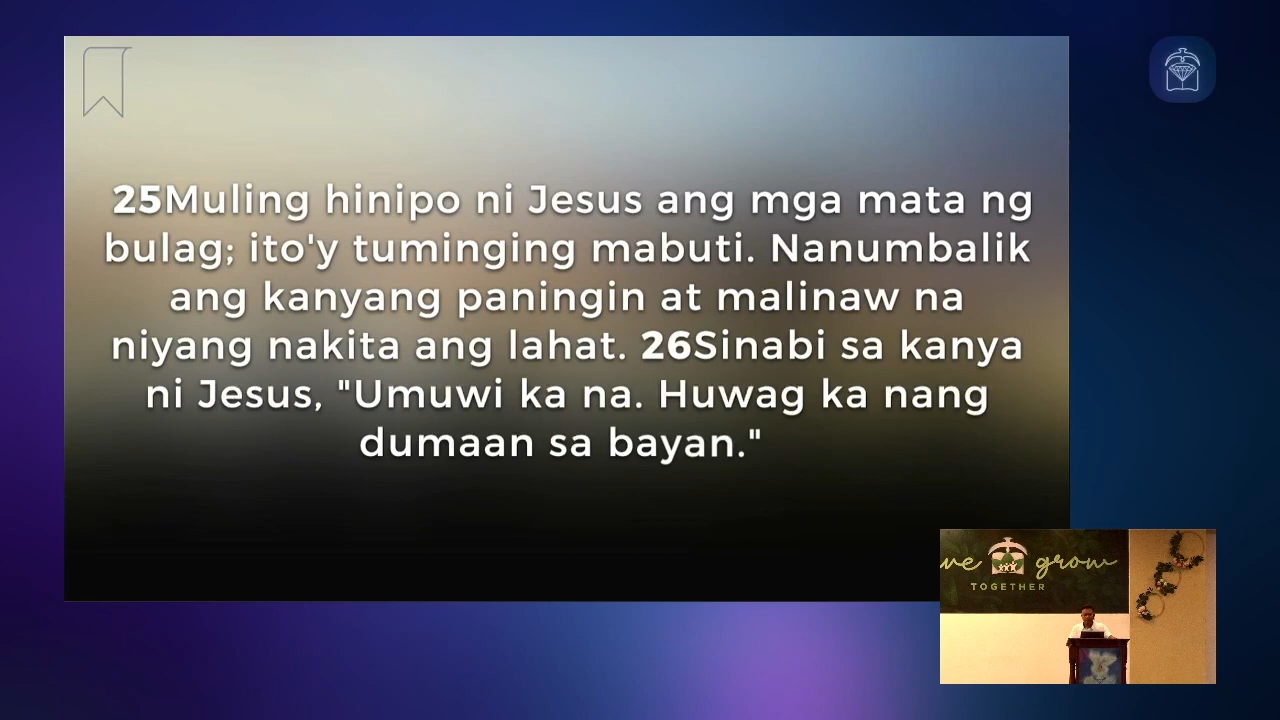 25Muling hinipo ni Jesus ang mga mata ng
bulag; ito'y tuminging mabuti. Nanumbalik
ang kanyang paningin at malinaw na
niyang nakita ang lahat. 26Sinabi sa kanya
ni Jesus, "Umuwi ka na. Huwag ka nang
dumaan sa bayan."
we grow
TOGETHER